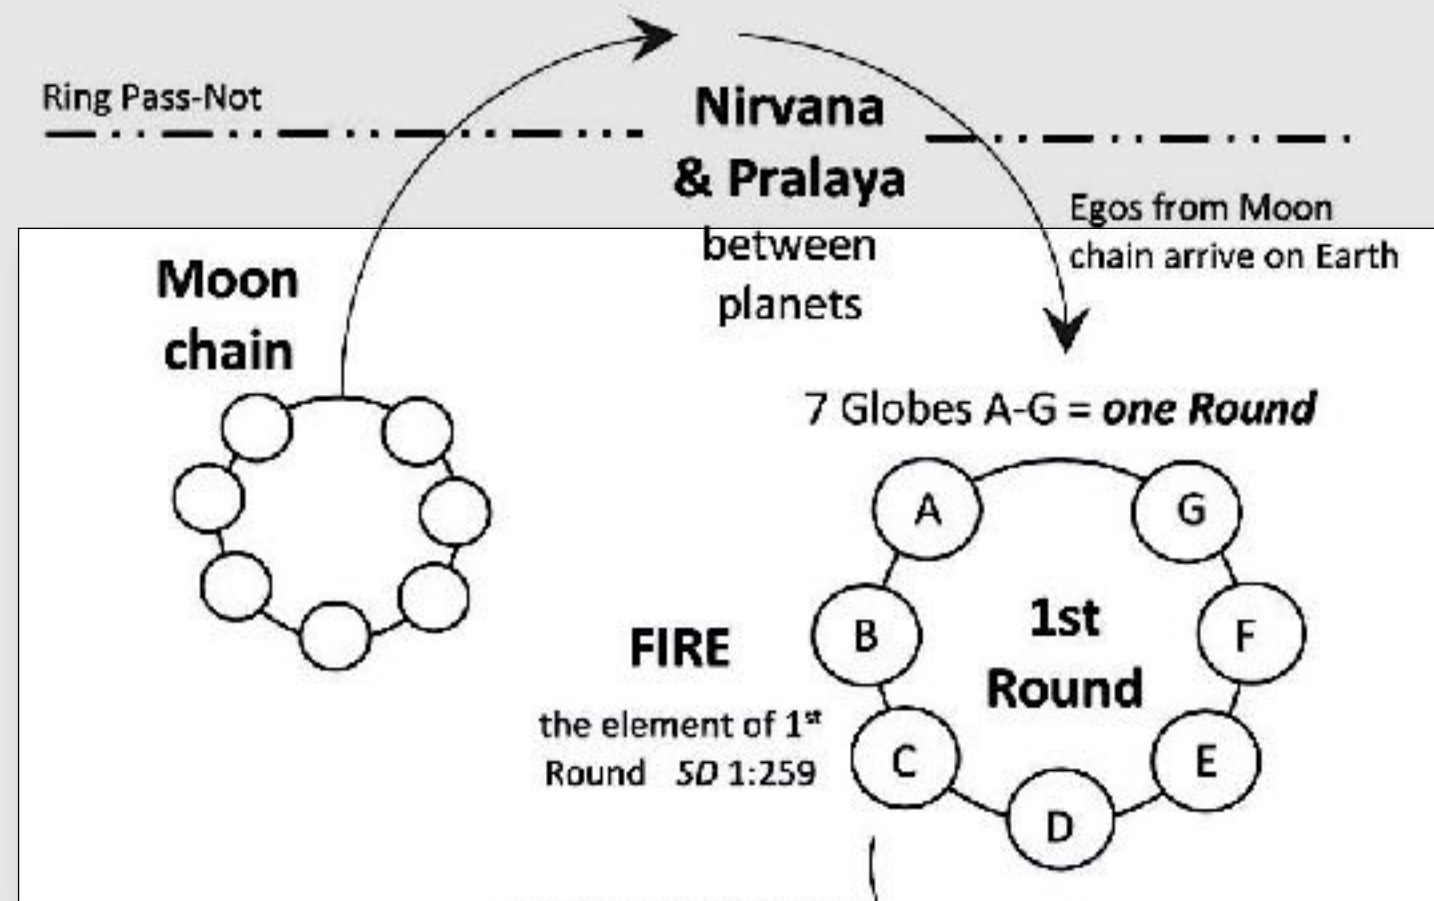 Ring Pass-Not
Nirvana
& Pralaya
between
planets
Egos from Moon
chain arrive on Earth
Moon
chain
7 Globes A-G = one Round
A
G
B
F
1st
Round
C
E
D
FIRE
the element of 1st
Round SD 1:259